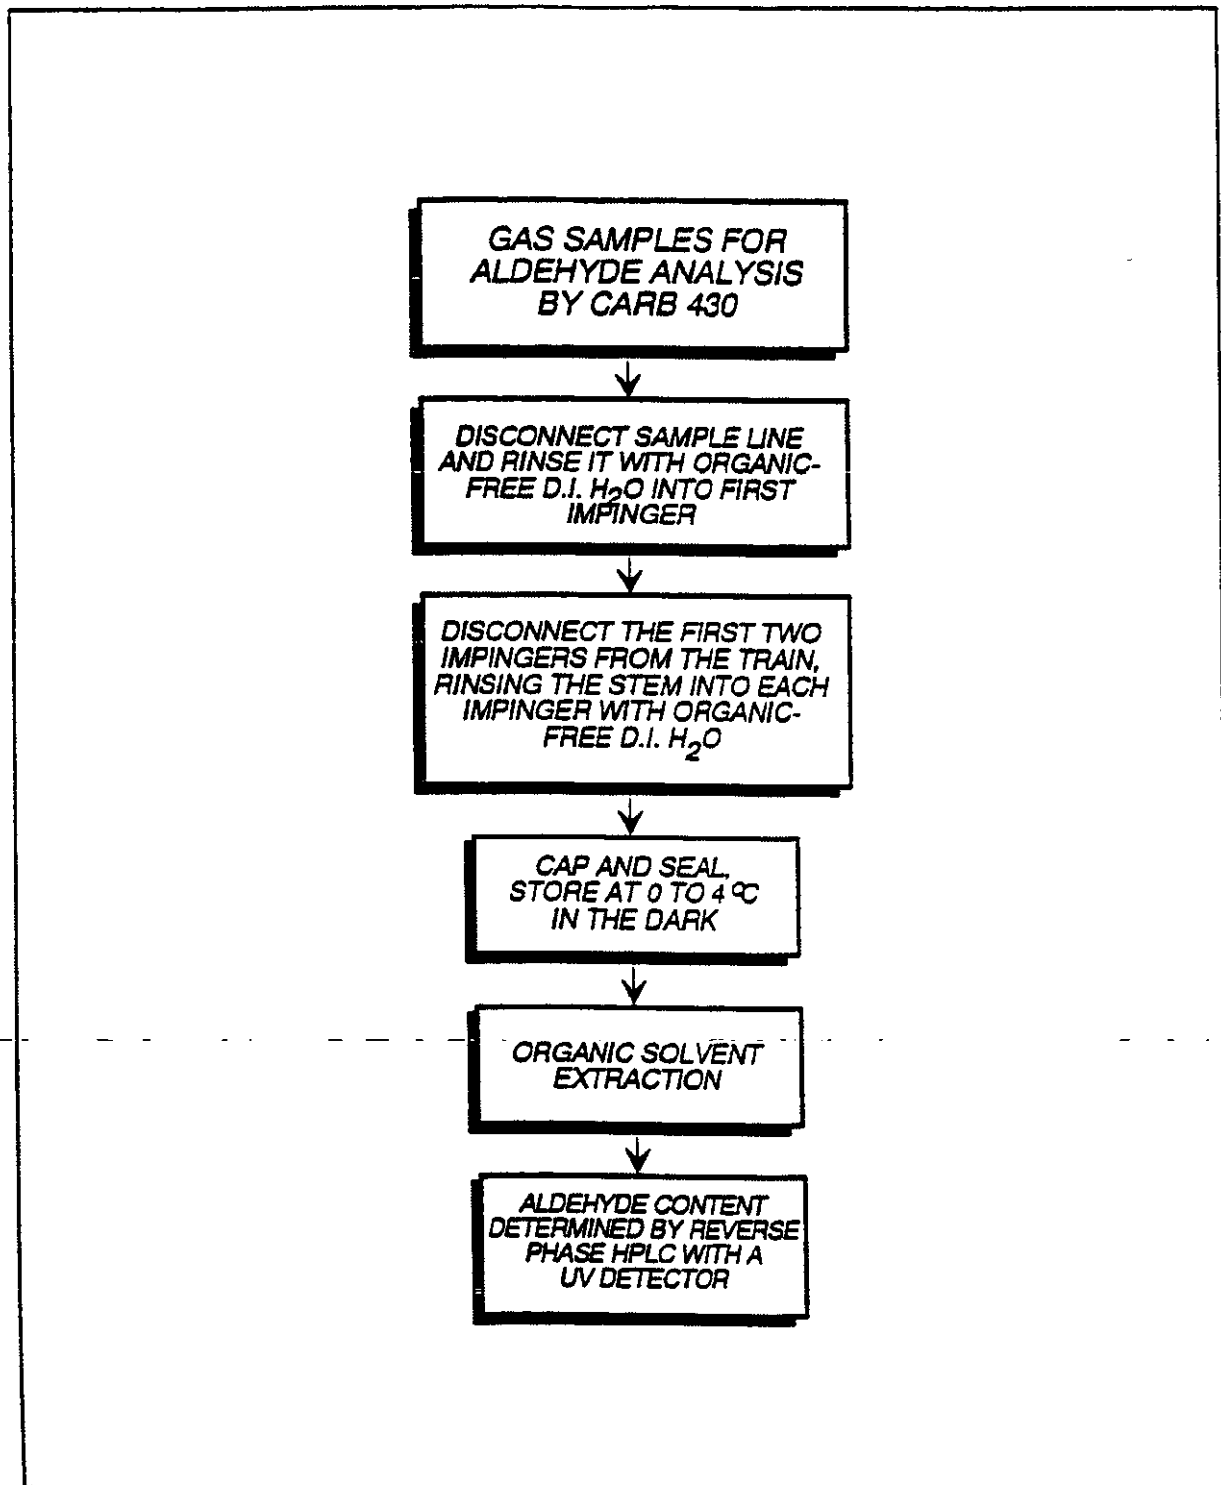 GAS SAMPLES FOR
ALDEHYDE ANALYSIS
BY CARB 430
DISCONNECT SAMPLE LINE
AND RINSE IT WITH ORGANIC-
FREE D.I. H2O INTO FIRST
IMPINGER
DISCONNECT THE FIRST TWO
IMPINGERS FROM THE TRAIN,
RINSING THE STEM INTO EACH
IMPINGER WITH ORGANIC-
FREE D.I. H2O
CAP AND SEAL,
STORE AT 0 TO 4 °C
IN THE DARK
ORGANIC SOLVENT
EXTRACTION
ALDEHYDE CONTENT
DETERMINED BY REVERSE
PHASE HPLC WITH A
UV DETECTOR